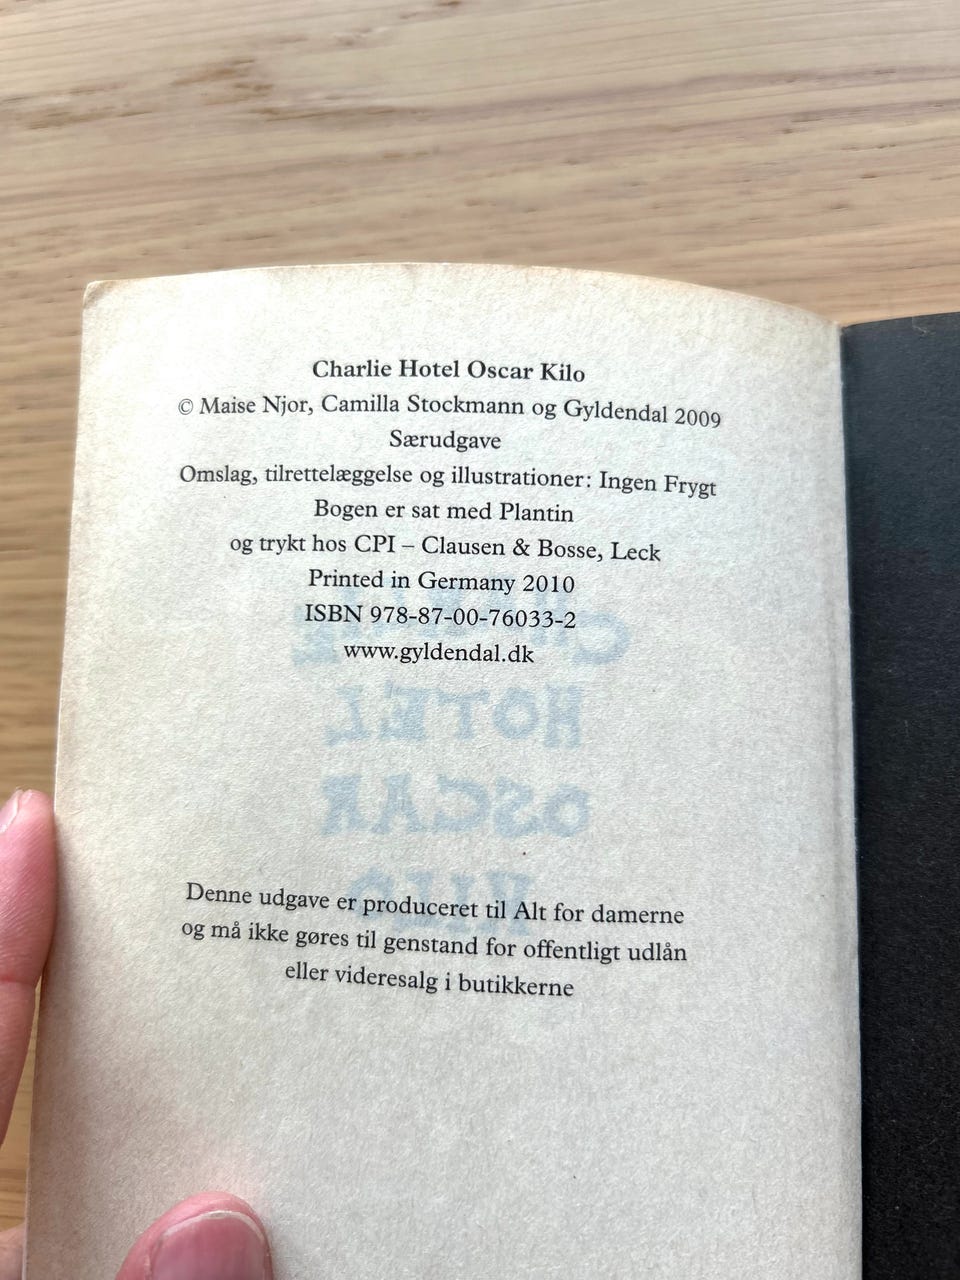 Charlie Hotel Oscar Kilo
© Maise Njor, Camilla Stockmann og Gyldendal 2009
Særudgave
Omslag, tilrettelæggelse og illustrationer: Ingen Frygt
Bogen er sat med Plantin
og trykt hos CPI – Clausen & Bosse, Leck
Printed in Germany 2010
ISBN 978-87-00-76033-2
www.gyldendal.dk
HOTEL
OSCAR
KILO
Denne udgave er produceret til Alt for damerne
og må ikke gøres til genstand for offentligt udlån
eller videresalg i butikkerne